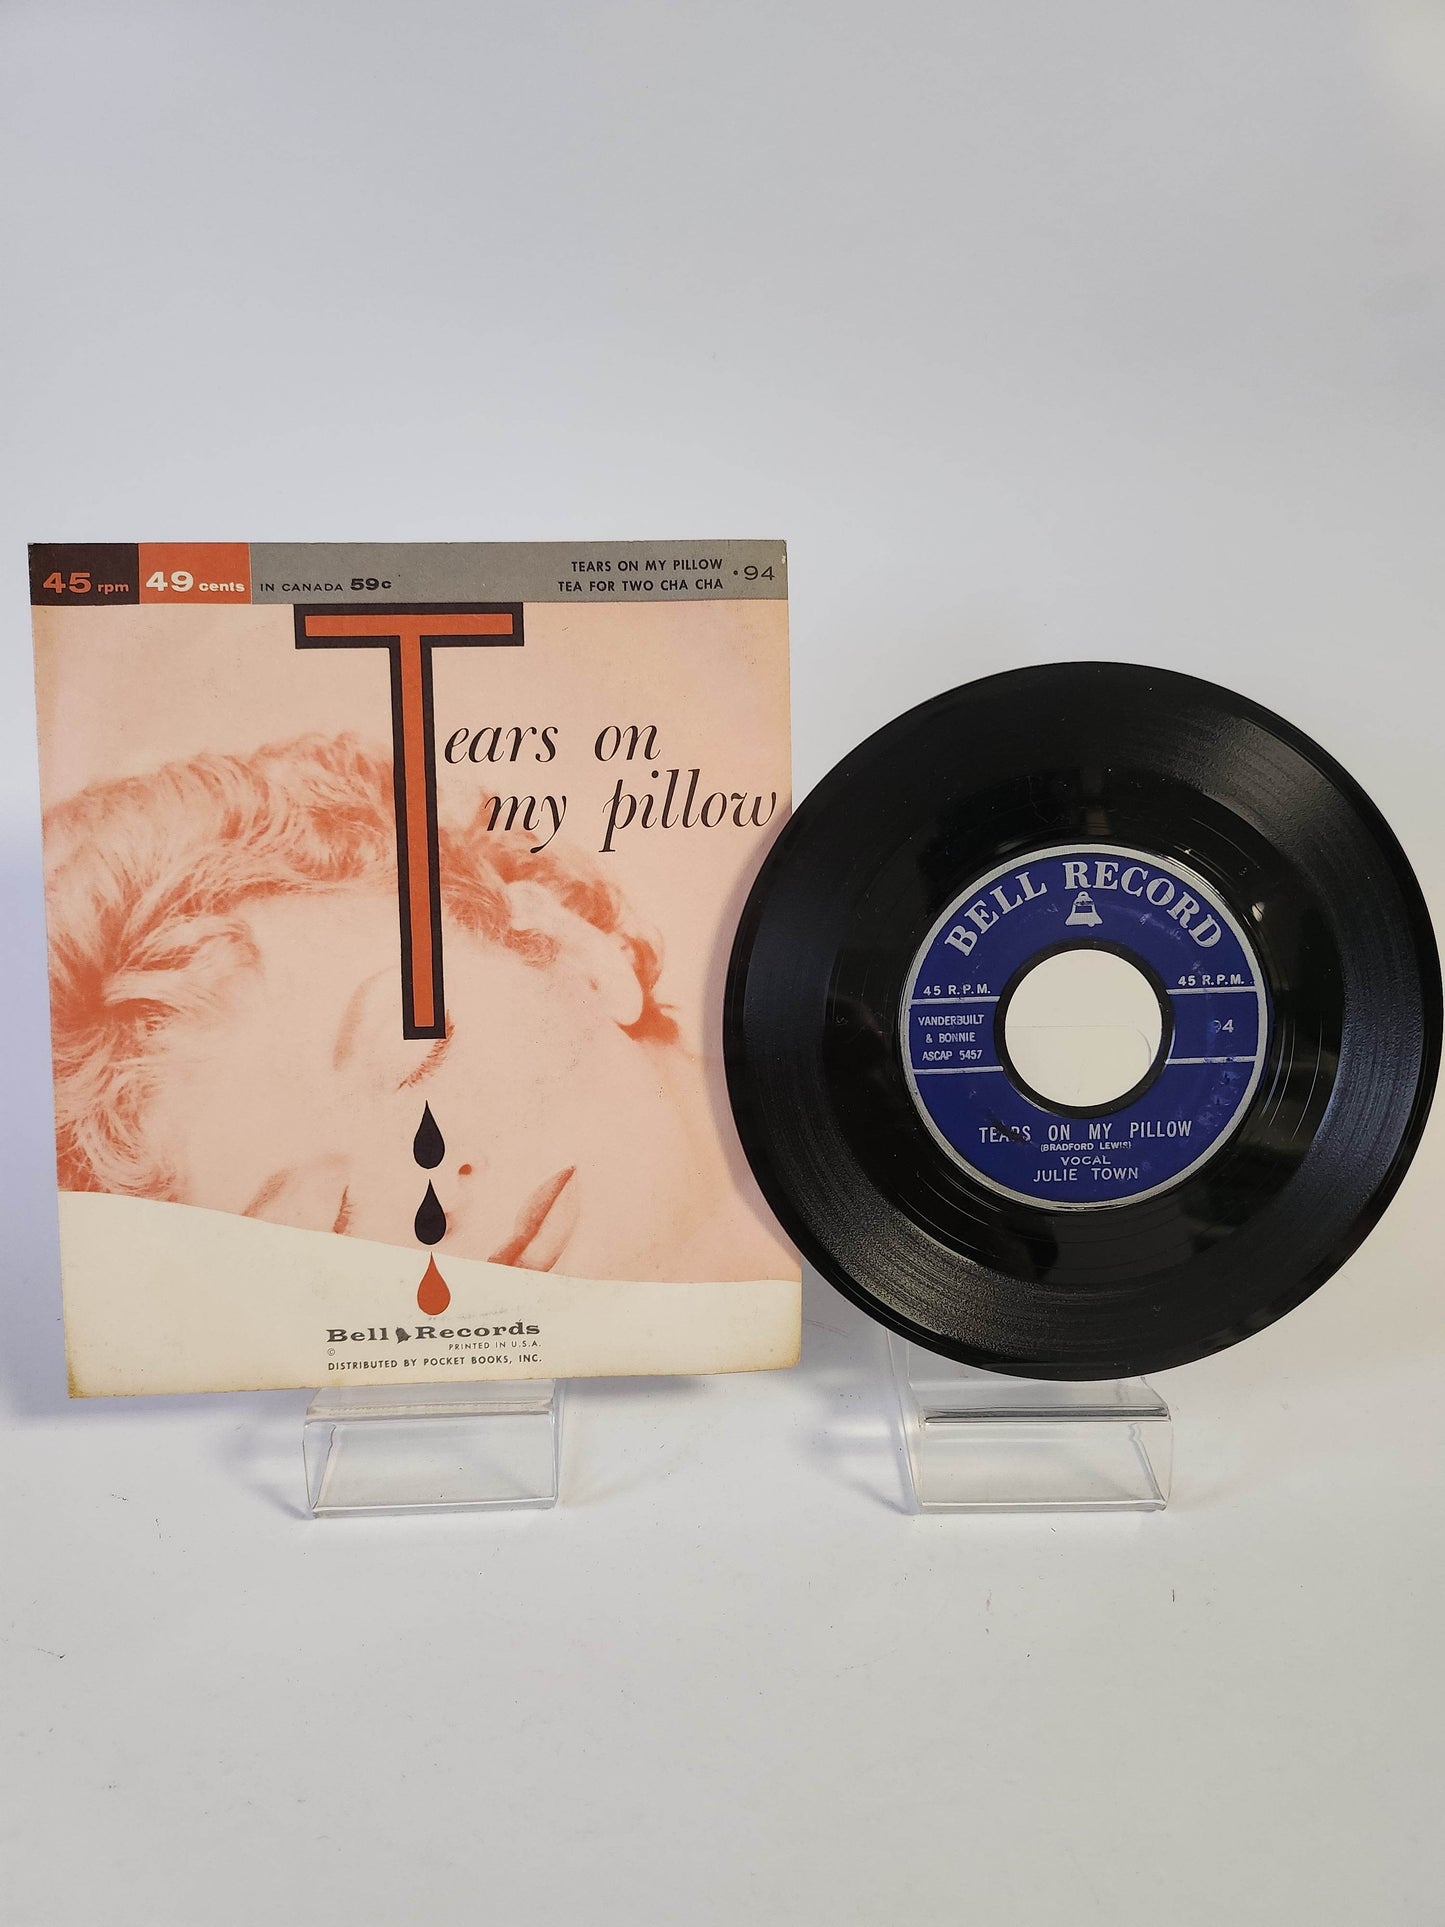 45 rpm 49 cents IN CANADA 59c
TEARS ON MY PILLOW
TEA FOR TWO CHA CHA
•94
Tears on
my pillow
Bell Records
© PRINTED IN U.S.A.
DISTRIBUTED BY POCKET BOOKS, INC.
BELL RECORD
45 R.P.M.
45 R.P.M.
VANDERBUILT
& BONNIE
ASCAP 5457
94
TEARS ON MY PILLOW
(BRADFORD LEWIS)
VOCAL
JULIE TOWN